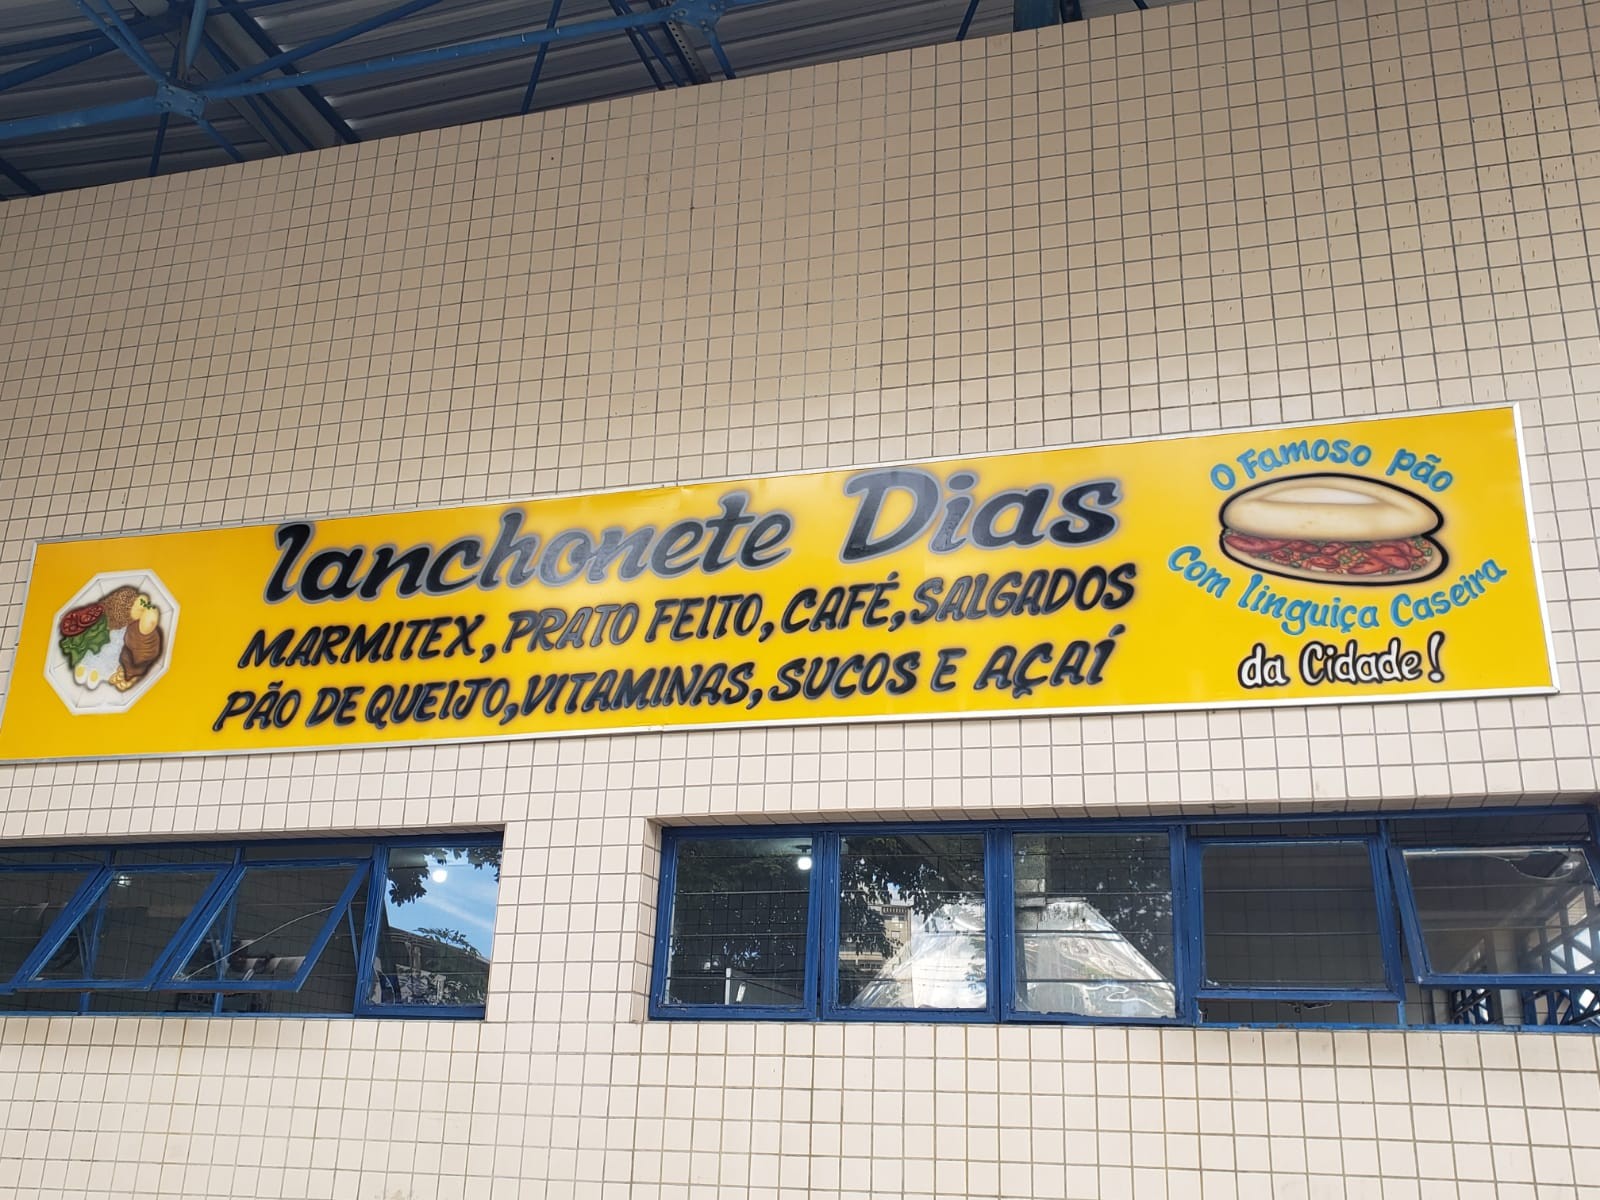 lanchonete Dias
MARMITEX, PRATO FEITO, CAFÉ, SALGADOS
PÃO DE QUEIJO, VITAMINAS, SUCOS E AÇAÍ
O Famoso pão
Com linguiça Caseira
da Cidade!